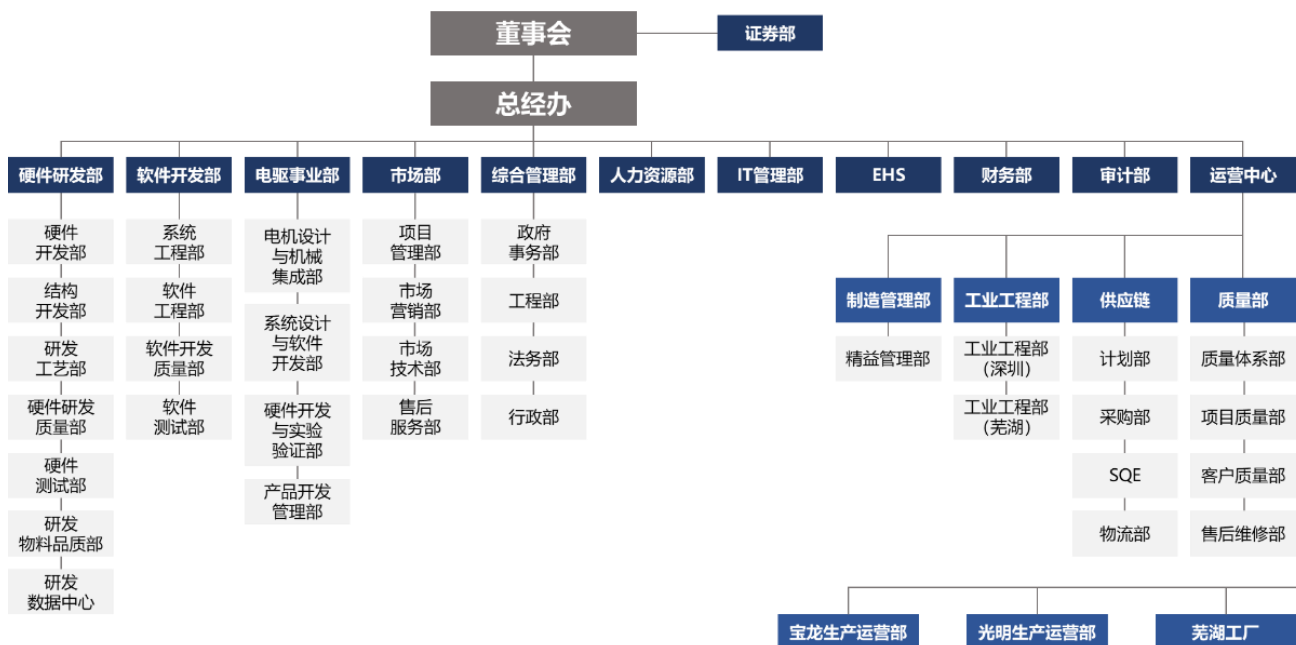 董事会
证券部
总经办
硬件研发部
软件开发部
电驱事业部
市场部
综合管理部
人力资源部
IT管理部
EHS
财务部
审计部
运营中心
硬件
开发部
结构
开发部
研发
工艺部
硬件研发
质量部
硬件
测试部
研发
物料品质部
研发
数据中心
系统
工程部
软件
工程部
软件开发
质量部
软件
测试部
电机设计
与机械
集成部
系统设计
与软件
开发部
硬件开发
与实验
验证部
产品开发
管理部
项目
管理部
市场
营销部
市场
技术部
售后
服务部
政府
事务部
工程部
法务部
行政部
制造管理部
精益管理部
工业工程部
工业工程部
(深圳)
工业工程部
(芜湖)
供应链
计划部
采购部
SQE
物流部
质量部
质量体系部
项目质量部
客户质量部
售后维修部
宝龙生产运营部
光明生产运营部
芜湖工厂